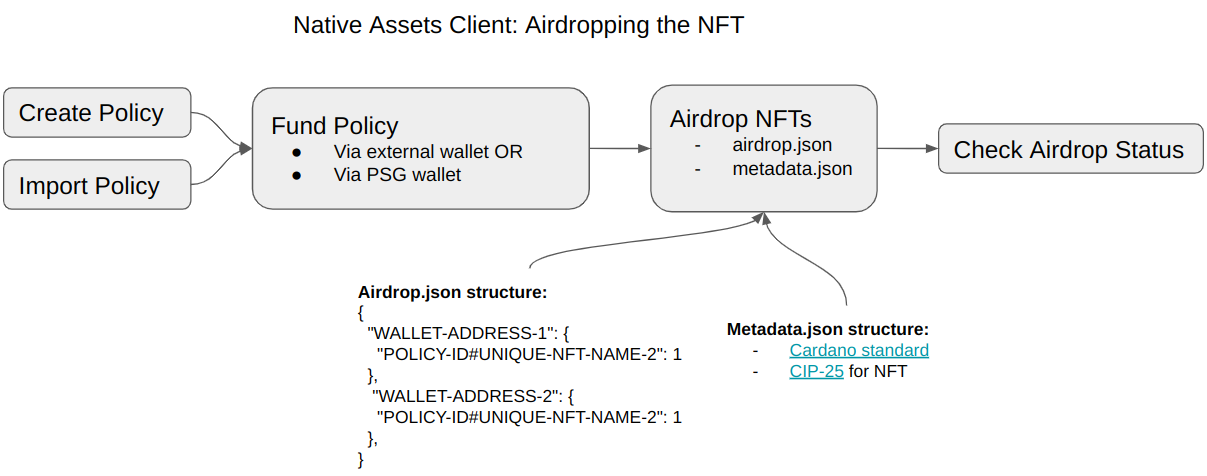 Native Assets Client: Airdropping the NFT
Create Policy
Import Policy
Fund Policy
● Via external wallet OR
● Via PSG wallet
Airdrop NFTs
- airdrop.json
- metadata.json
Check Airdrop Status
Airdrop.json structure:
{
"WALLET-ADDRESS-1": {
"POLICY-ID#UNIQUE-NFT-NAME-2": 1
},
"WALLET-ADDRESS-2": {
"POLICY-ID#UNIQUE-NFT-NAME-2": 1
},
}
Metadata.json structure:
- Cardano standard
- CIP-25 for NFT